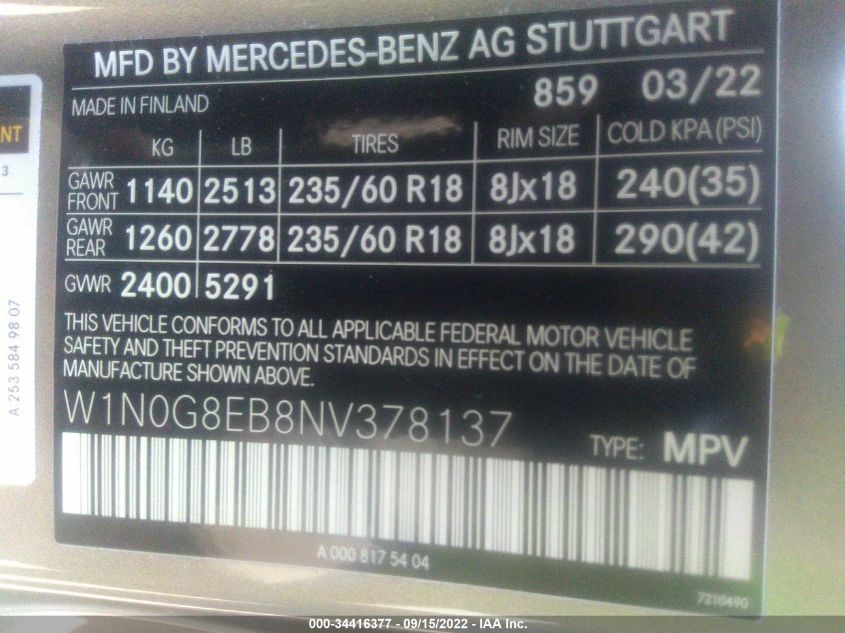 MFD BY MERCEDES-BENZ AG STUTTGART
MADE IN FINLAND 859 03/22
KG LB TIRES RIM SIZE COLD KPA (PSI)
GAWR FRONT 1140 2513 235/60 R18 8Jx18 240(35)
GAWR REAR 1260 2778 235/60 R18 8Jx18 290(42)
GVWR 2400 5291
THIS VEHICLE CONFORMS TO ALL APPLICABLE FEDERAL MOTOR VEHICLE
SAFETY AND THEFT PREVENTION STANDARDS IN EFFECT ON THE DATE OF
MANUFACTURE SHOWN ABOVE.
W1N0G8EB8NV378137
TYPE: MPV
A 000 817 54 04
7210490
NT
3
A 253 584 98 07
000-34416377 - 09/15/2022 - IAA Inc.